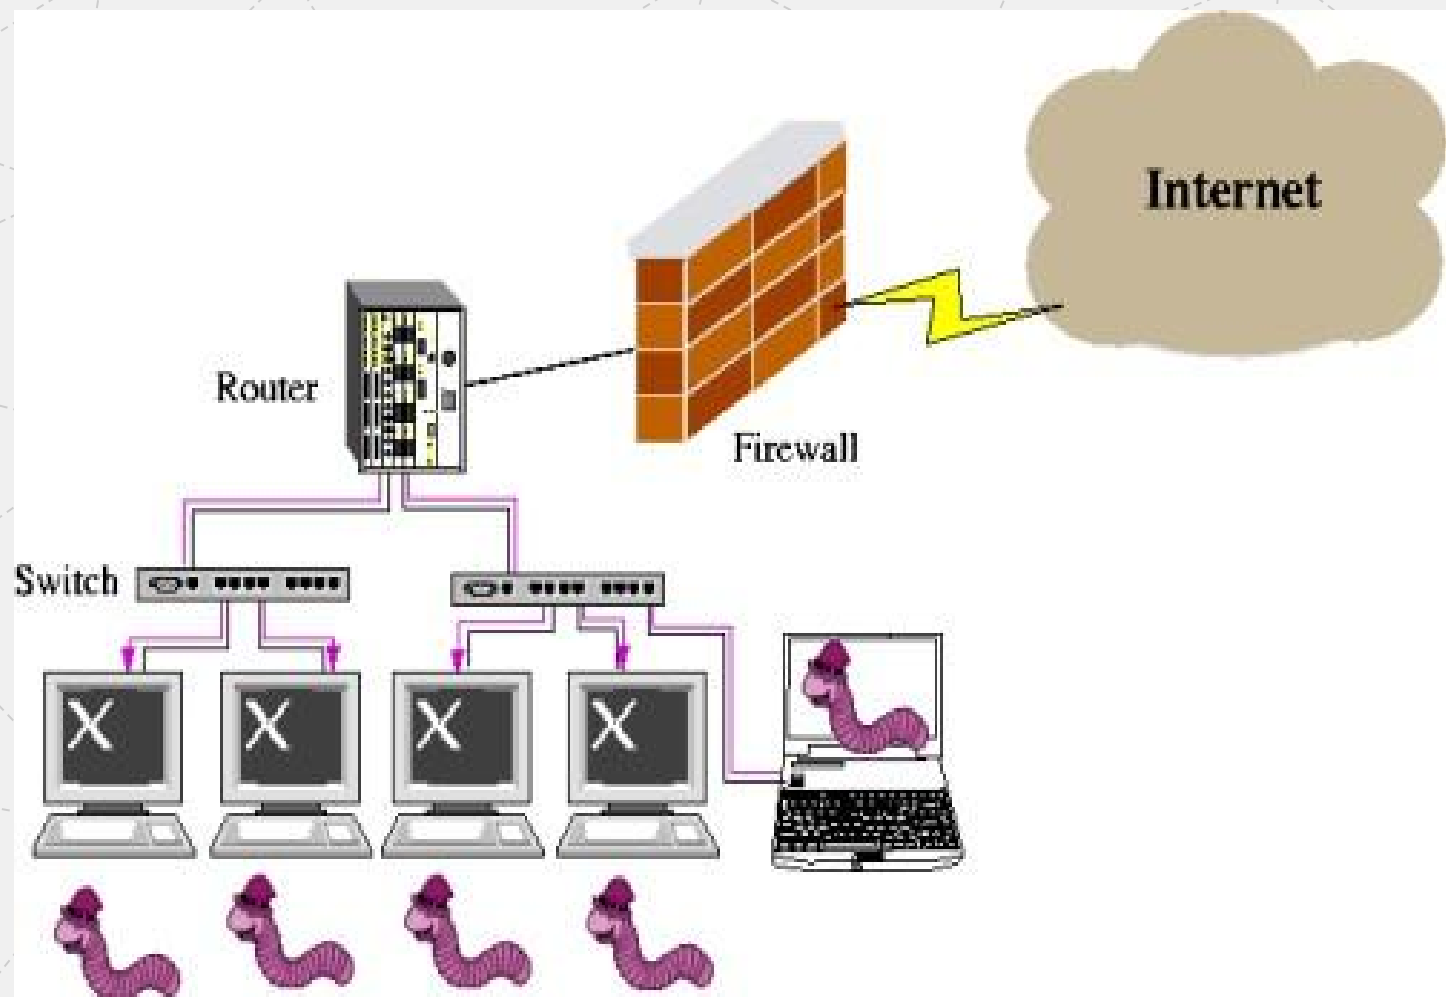 Internet
Router
Firewall
Switch
X
X
X
X